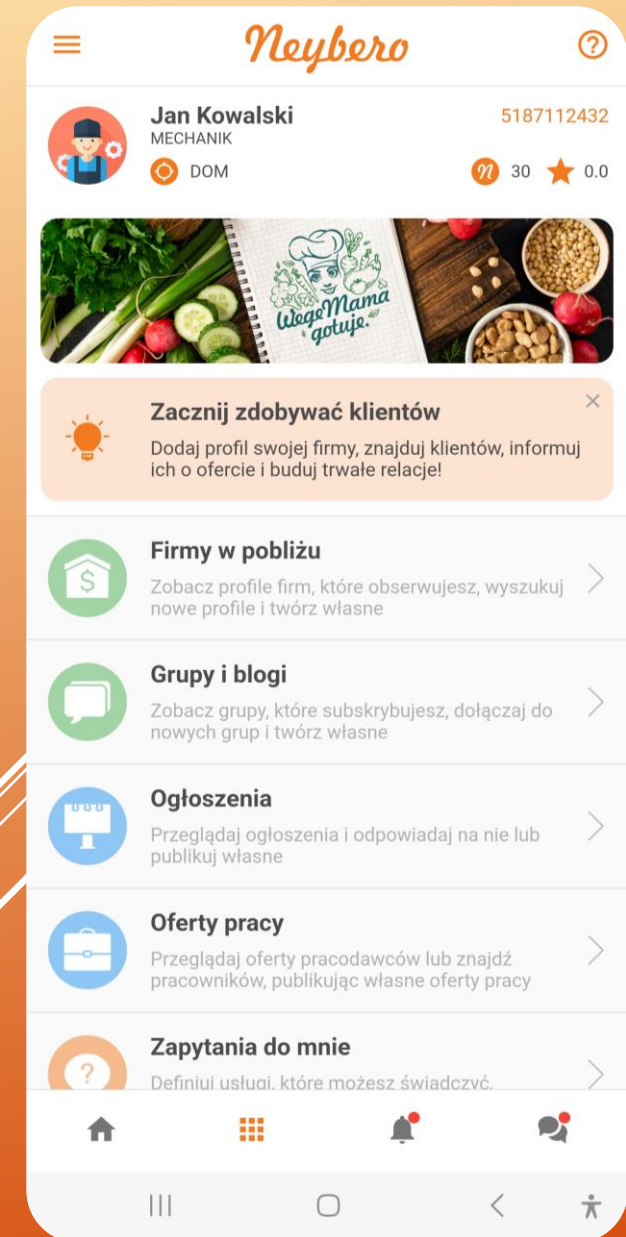 Neybero
Jan Kowalski
5187112432
MECHANIK
DOM
30
0.0
WegeMama
gotuje.
Zacznij zdobywać klientów
Dodaj profil swojej firmy, znajduj klientów, informuj
ich o ofercie i buduj trwałe relacje!
Firmy w pobliżu
Zobacz profile firm, które obserwujesz, wyszukuj
nowe profile i twórz własne
Grupy i blogi
Zobacz grupy, które subskrybujesz, dołączaj do
nowych grup i twórz własne
Ogłoszenia
Przeglądaj ogłoszenia i odpowiadaj na nie lub
publikuj własne
Oferty pracy
Przeglądaj oferty pracodawców lub znajdź
pracowników, publikując własne oferty pracy
Zapytania do mnie
Definiuj usługi, które możesz świadczyć,